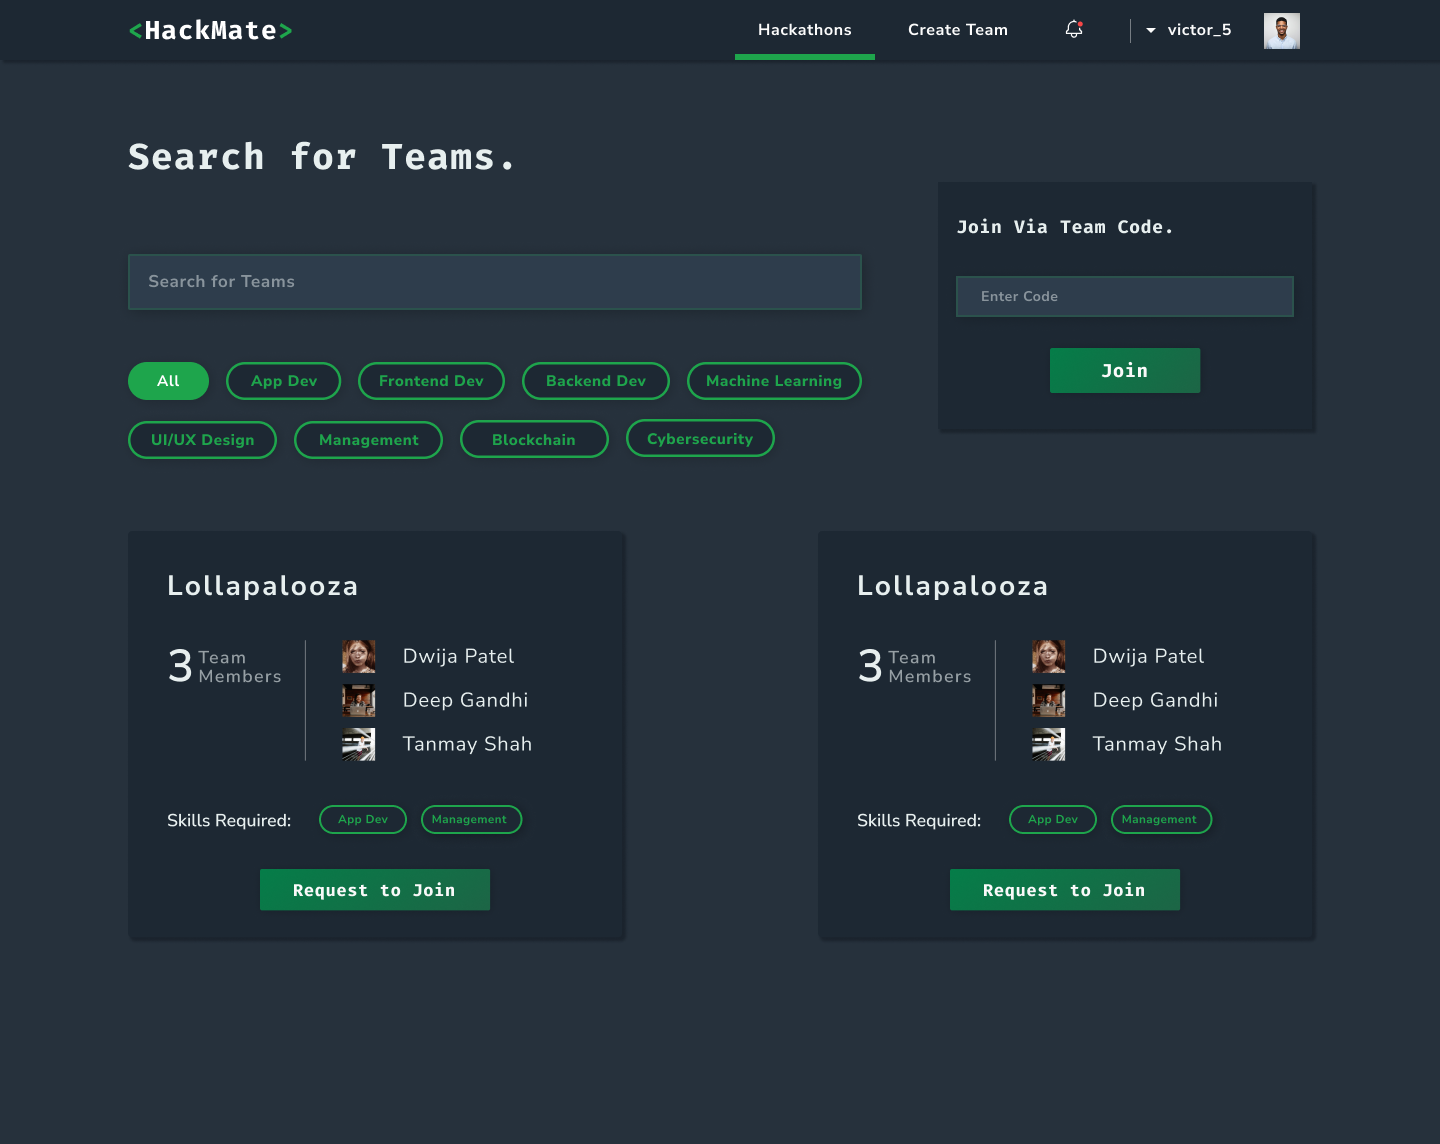 <HackMate>
Hackathons
Create Team
victor_5
Search for Teams.
Join Via Team Code.
Search for Teams
Enter Code
Join
All
App Dev
Frontend Dev
Backend Dev
Machine Learning
UI/UX Design
Management
Blockchain
Cybersecurity
Lollapalooza
3 Team
Members
Dwija Patel
Deep Gandhi
Tanmay Shah
Skills Required:
App Dev
Management
Request to Join
Lollapalooza
3 Team
Members
Dwija Patel
Deep Gandhi
Tanmay Shah
Skills Required:
App Dev
Management
Request to Join